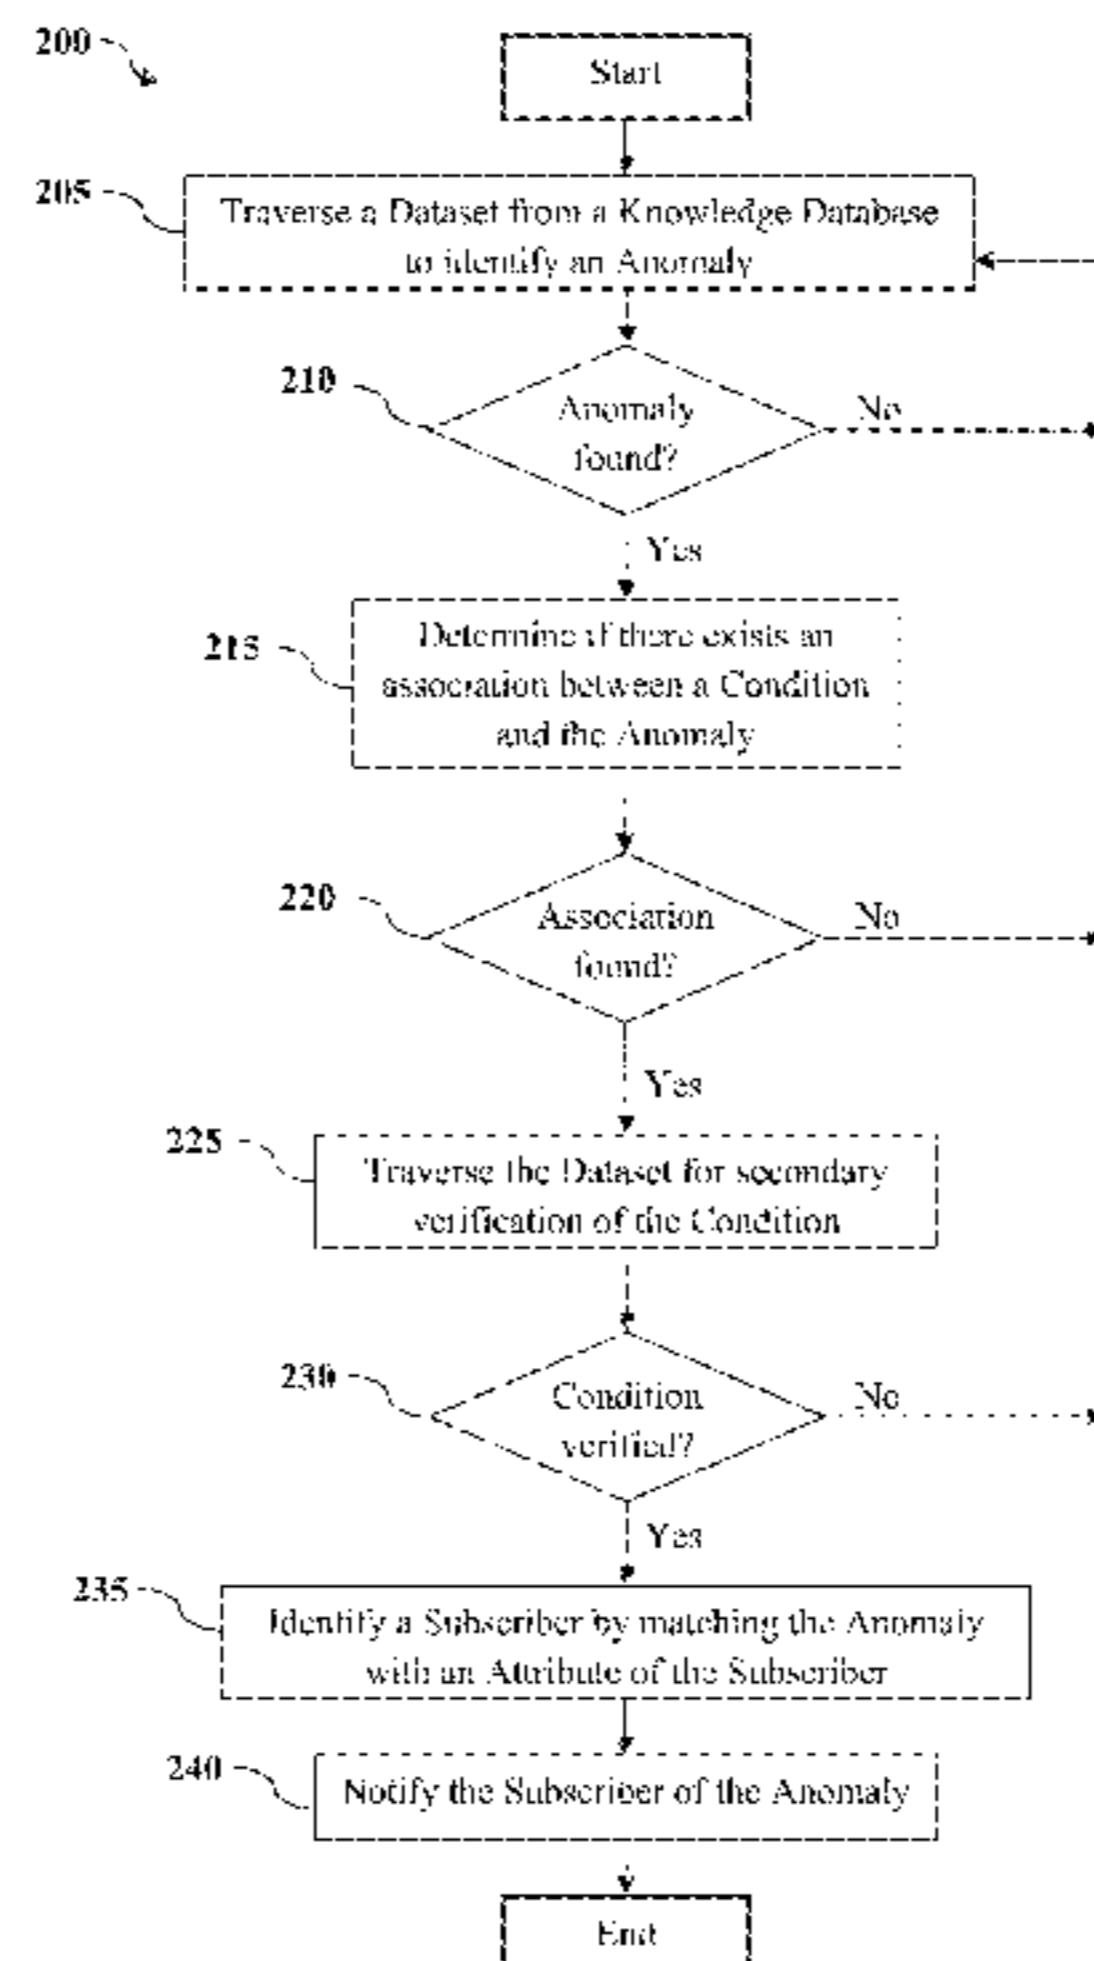 200
Start
205
Traverse a Dataset from a Knowledge Database
to identify an Anomaly
210
Anomaly
found?
No
Yes
215
Determine if there exists an
association between a Condition
and the Anomaly
220
Association
found?
No
Yes
225
Traverse the Dataset for secondary
verification of the Condition
230
Condition
verified?
No
Yes
235
Identify a Subscriber by matching the Anomaly
with an Attribute of the Subscriber
240
Notify the Subscriber of the Anomaly
End